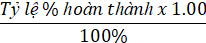 Tỷ lệ % hoàn thành x 1.00
100%